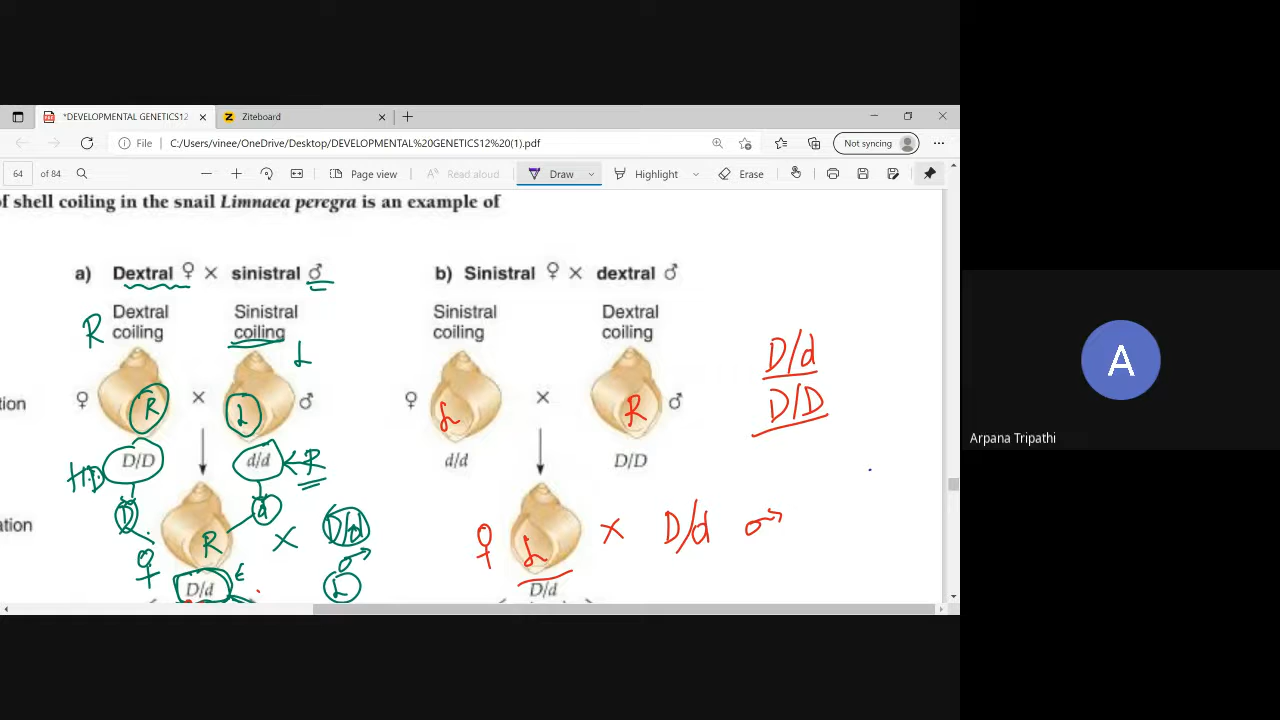 *DEVELOPMENTAL GENETICS12
Ziteboard
File
C:/Users/vinee/OneDrive/Desktop/DEVELOPMENTAL%20GENETICS12%20(1).pdf
Not syncing
64 of 84
Page view
Read aloud
Draw
Highlight
Erase
of shell coiling in the snail Limnaea peregra is an example of
a) Dextral ♀ × sinistral ♂
b) Sinistral ♀ × dextral ♂
Dextral
coiling
Sinistral
coiling
Sinistral
coiling
Dextral
coiling
R
L
tion
♀ R × L ♂
♀ L × R ♂
D/d
D/D
H.D.
D/D
d/d
R
d/d
D/D
D
d
ation
R
X
D/d
♂
♀
L
D/d
♀ L X D/d ♂
D/d
A
Arpana Tripathi